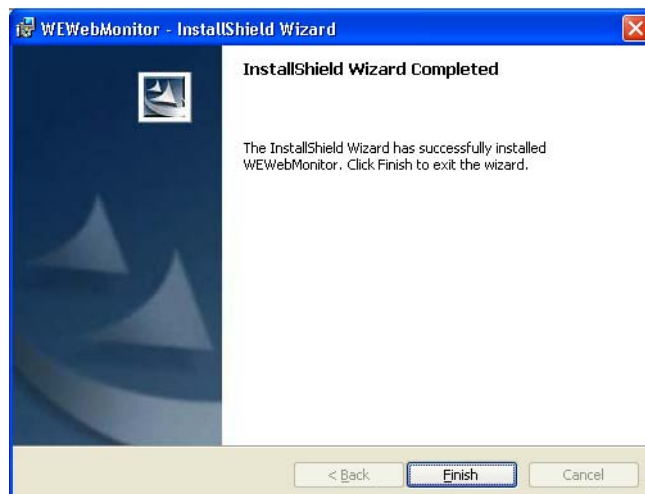 WEWebMonitor - InstallShield Wizard
InstallShield Wizard Completed
The InstallShield Wizard has successfully installed
WEWebMonitor. Click Finish to exit the wizard.
< Back Finish Cancel